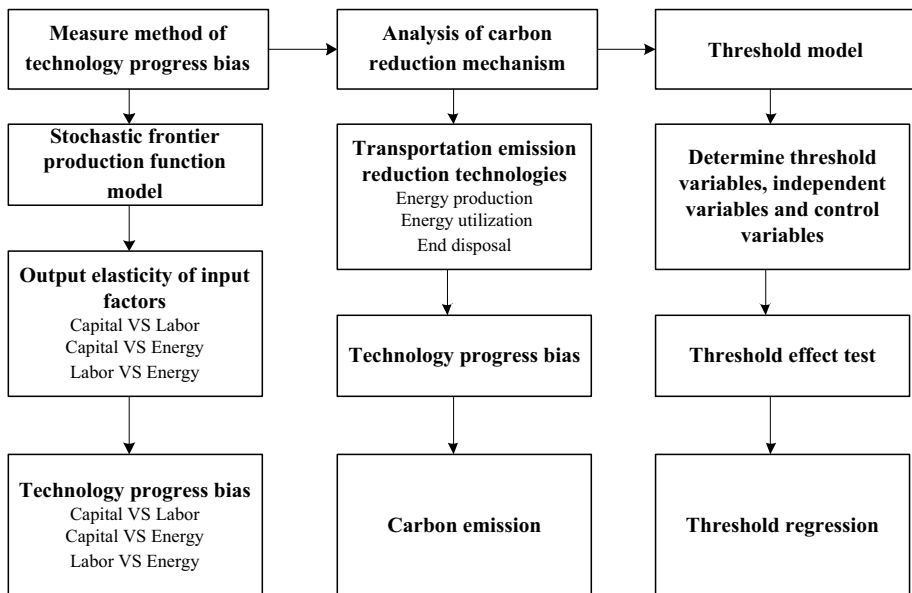 Measure method of
technology progress bias
Stochastic frontier
production function
model
Output elasticity of input
factors
Capital VS Labor
Capital VS Energy
Labor VS Energy
Technology progress bias
Capital VS Labor
Capital VS Energy
Labor VS Energy
Analysis of carbon
reduction mechanism
Transportation emission
reduction technologies
Energy production
Energy utilization
End disposal
Technology progress bias
Carbon emission
Threshold model
Determine threshold
variables, independent
variables and control
variables
Threshold effect test
Threshold regression